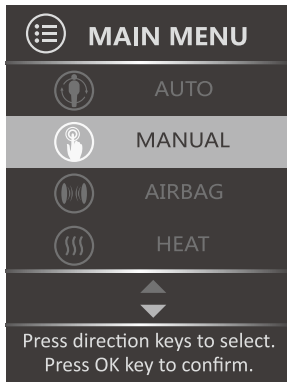 MAIN MENU
AUTO
MANUAL
AIRBAG
HEAT
Press direction keys to select.
Press OK key to confirm.